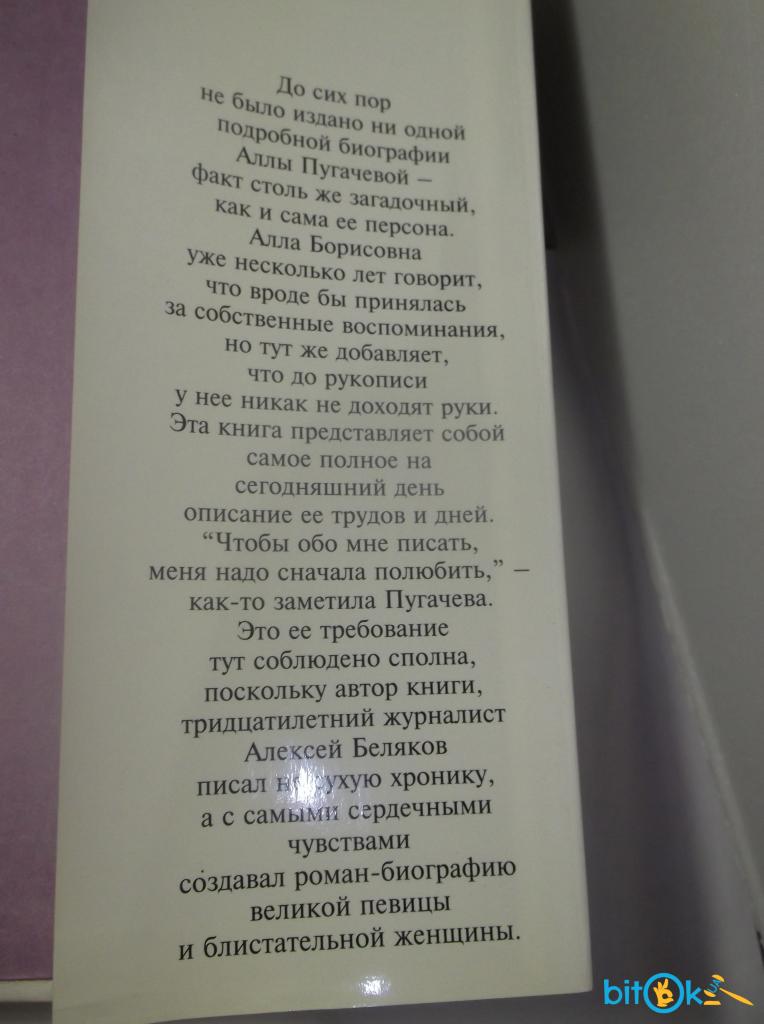 До сих пор
не было издано ни одной
подробной биографии
Аллы Пугачевой –
факт столь же загадочный,
как и сама ее персона.
Алла Борисовна
уже несколько лет говорит,
что вроде бы принялась
за собственные воспоминания,
но тут же добавляет,
что до рукописи
у нее никак не доходят руки.
Эта книга представляет собой
самое полное на
сегодняшний день
описание ее трудов и дней.
“Чтобы обо мне писать,
меня надо сначала полюбить,” –
как-то заметила Пугачева.
Это ее требование
тут соблюдено сполна,
поскольку автор книги,
тридцатилетний журналист
Алексей Беляков
писал не сухую хронику,
а с самыми сердечными
чувствами
создавал роман-биографию
великой певицы
и блистательной женщины.
bitOk UA